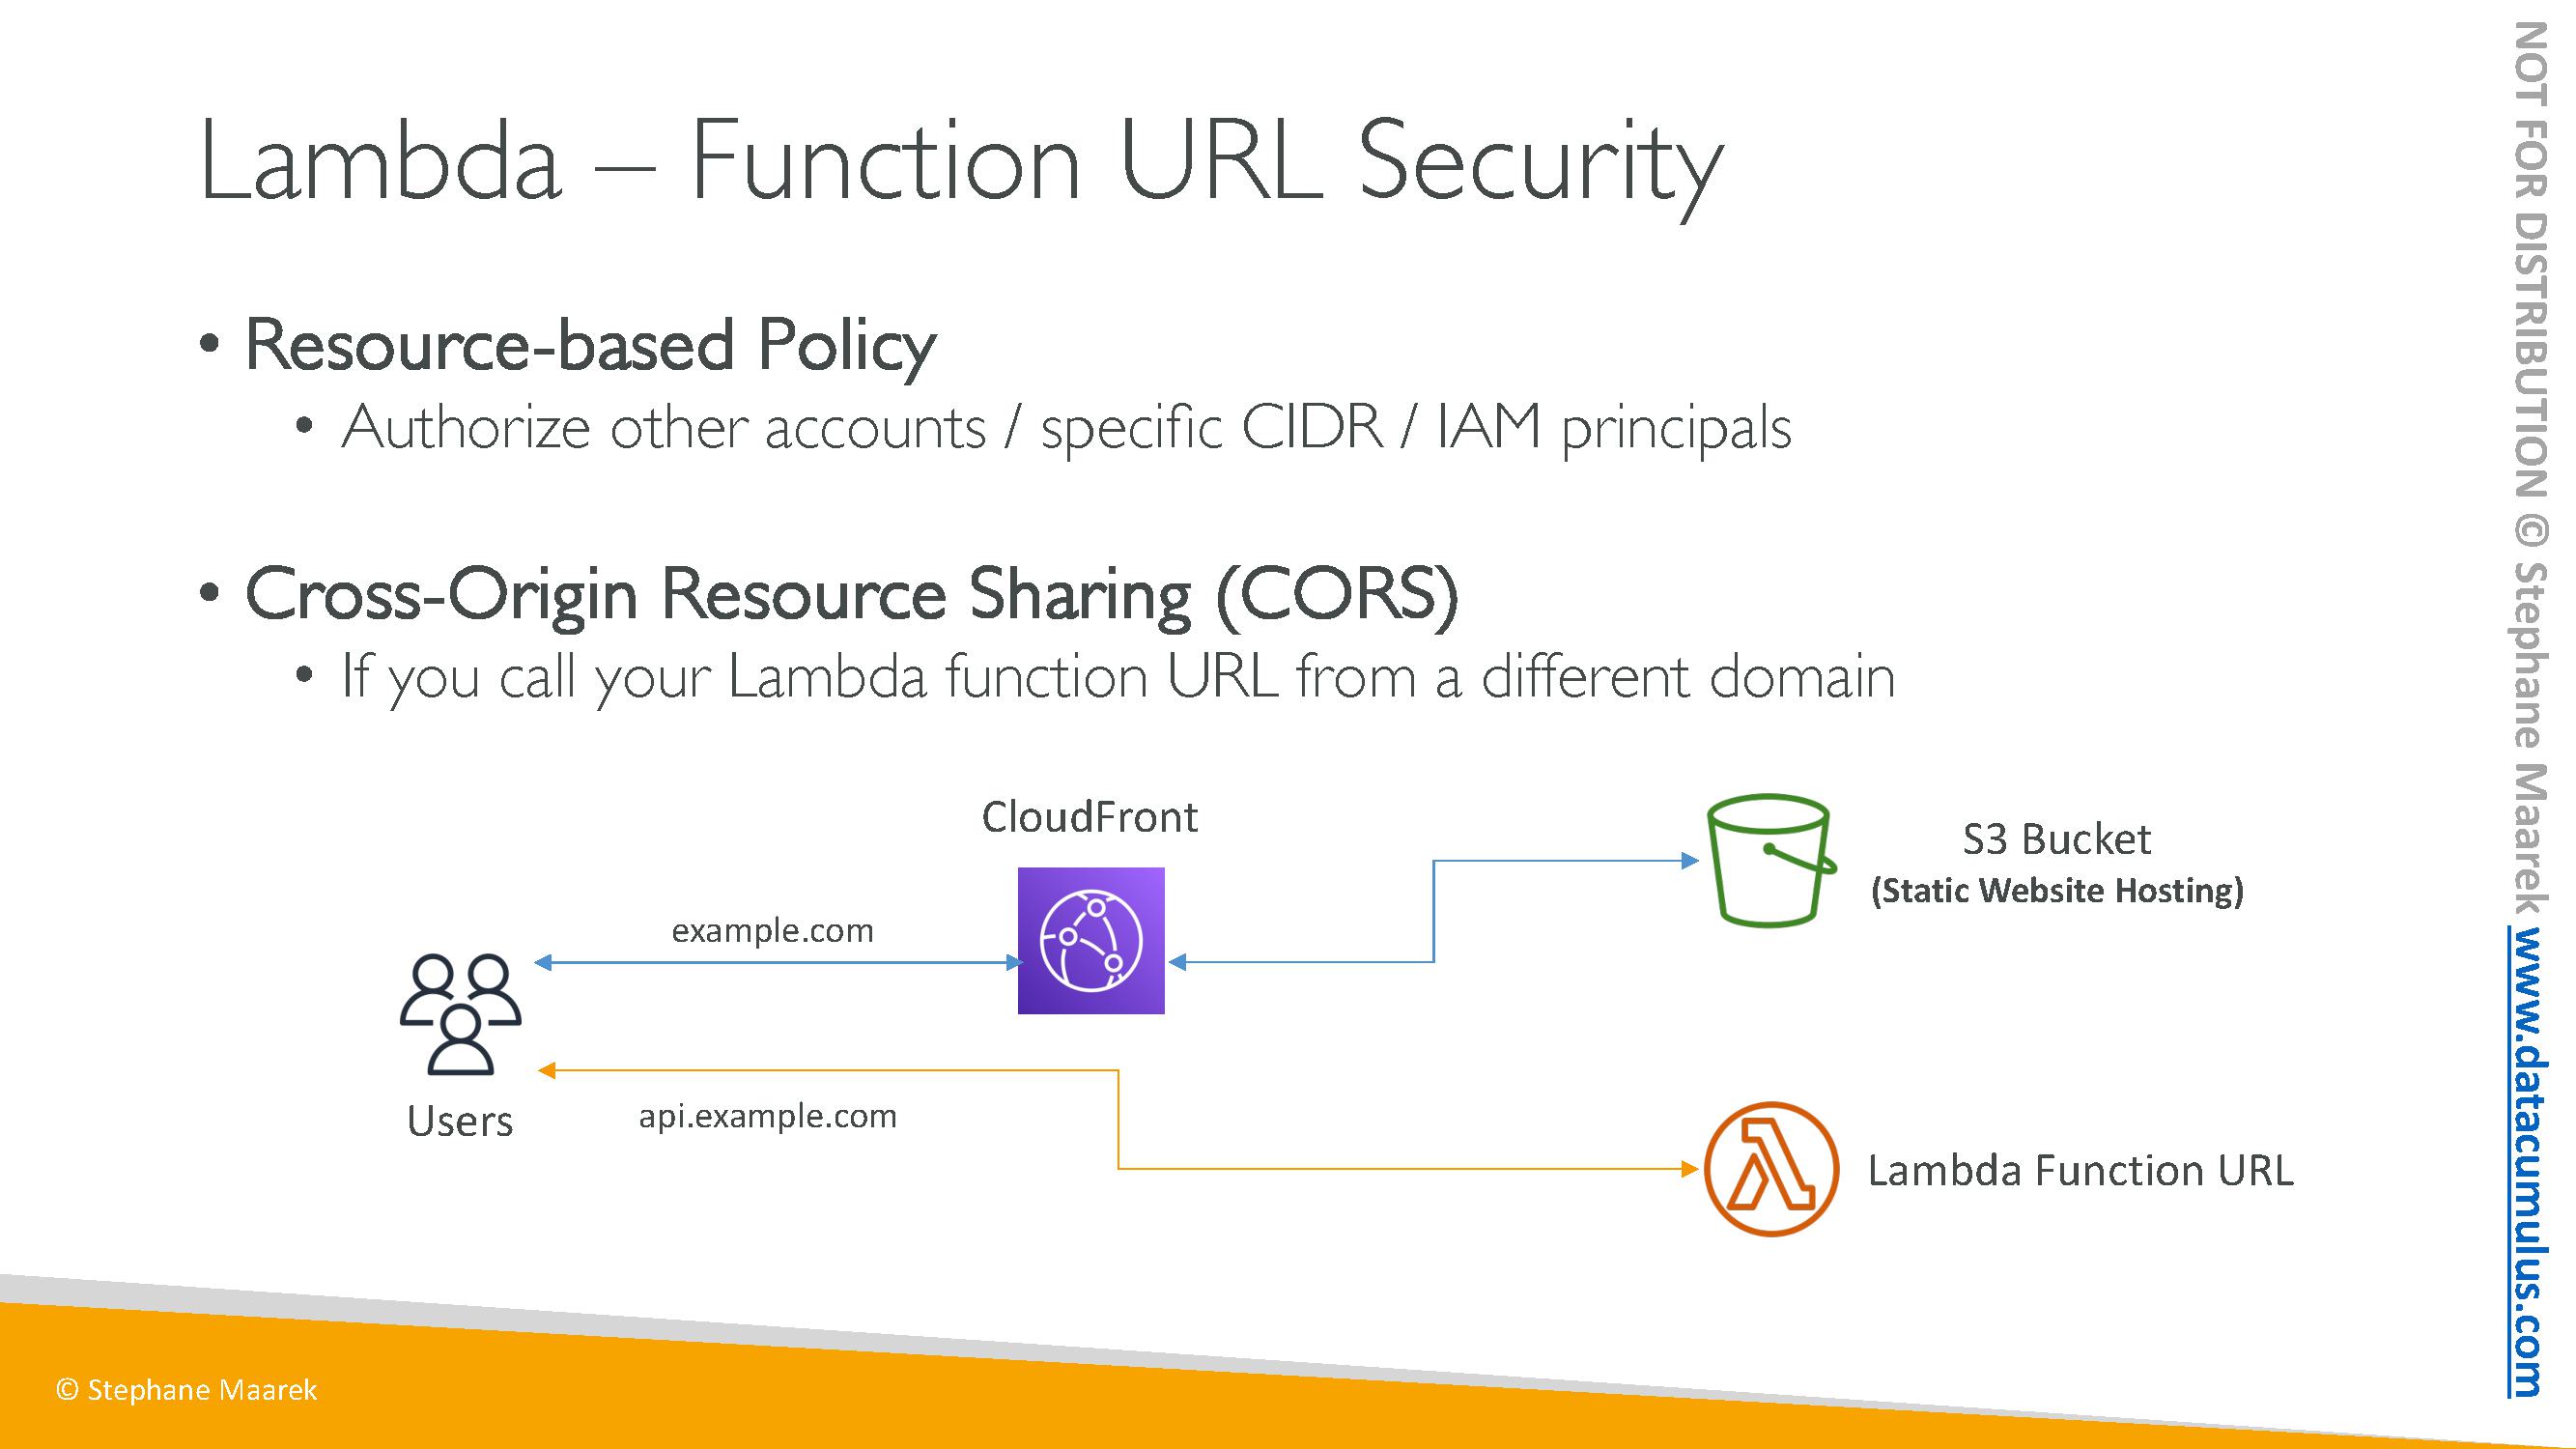 Lambda – Function URL Security
• Resource-based Policy
• Authorize other accounts / specific CIDR / IAM principals
• Cross-Origin Resource Sharing (CORS)
• If you call your Lambda function URL from a different domain
CloudFront
S3 Bucket
(Static Website Hosting)
example.com
Users
api.example.com
Lambda Function URL
© Stephane Maarek
NOT FOR DISTRIBUTION © Stephane Maarek www.datacumulus.com